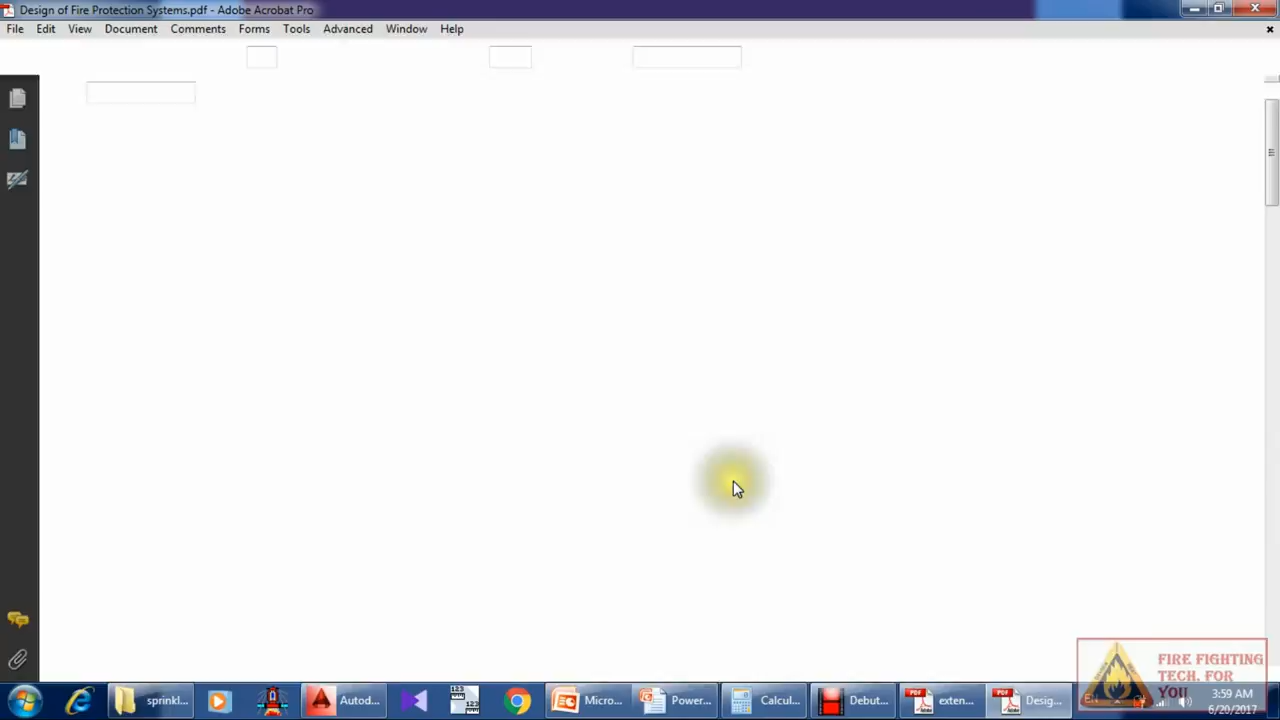 Design of Fire Protection Systems.pdf - Adobe Acrobat Pro
File Edit View Document Comments Forms Tools Advanced Window Help
FIRE FIGHTING
TECH. FOR
YOU
sprinkl...
Autod...
Micro...
Power...
Calcul...
Debut...
exten...
Desig...
EN
3:59 AM
6/20/2017